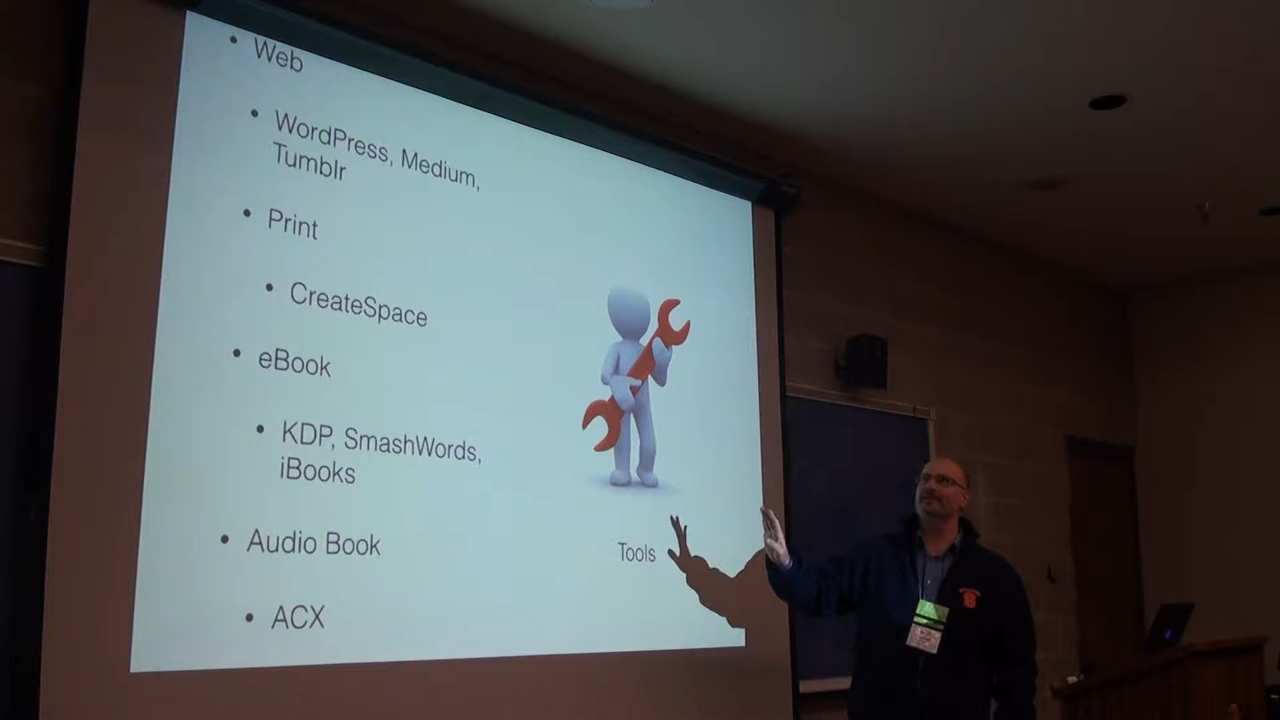 Web
WordPress, Medium,
Tumblr
Print
CreateSpace
eBook
KDP, SmashWords,
iBooks
Audio Book
ACX
Tools